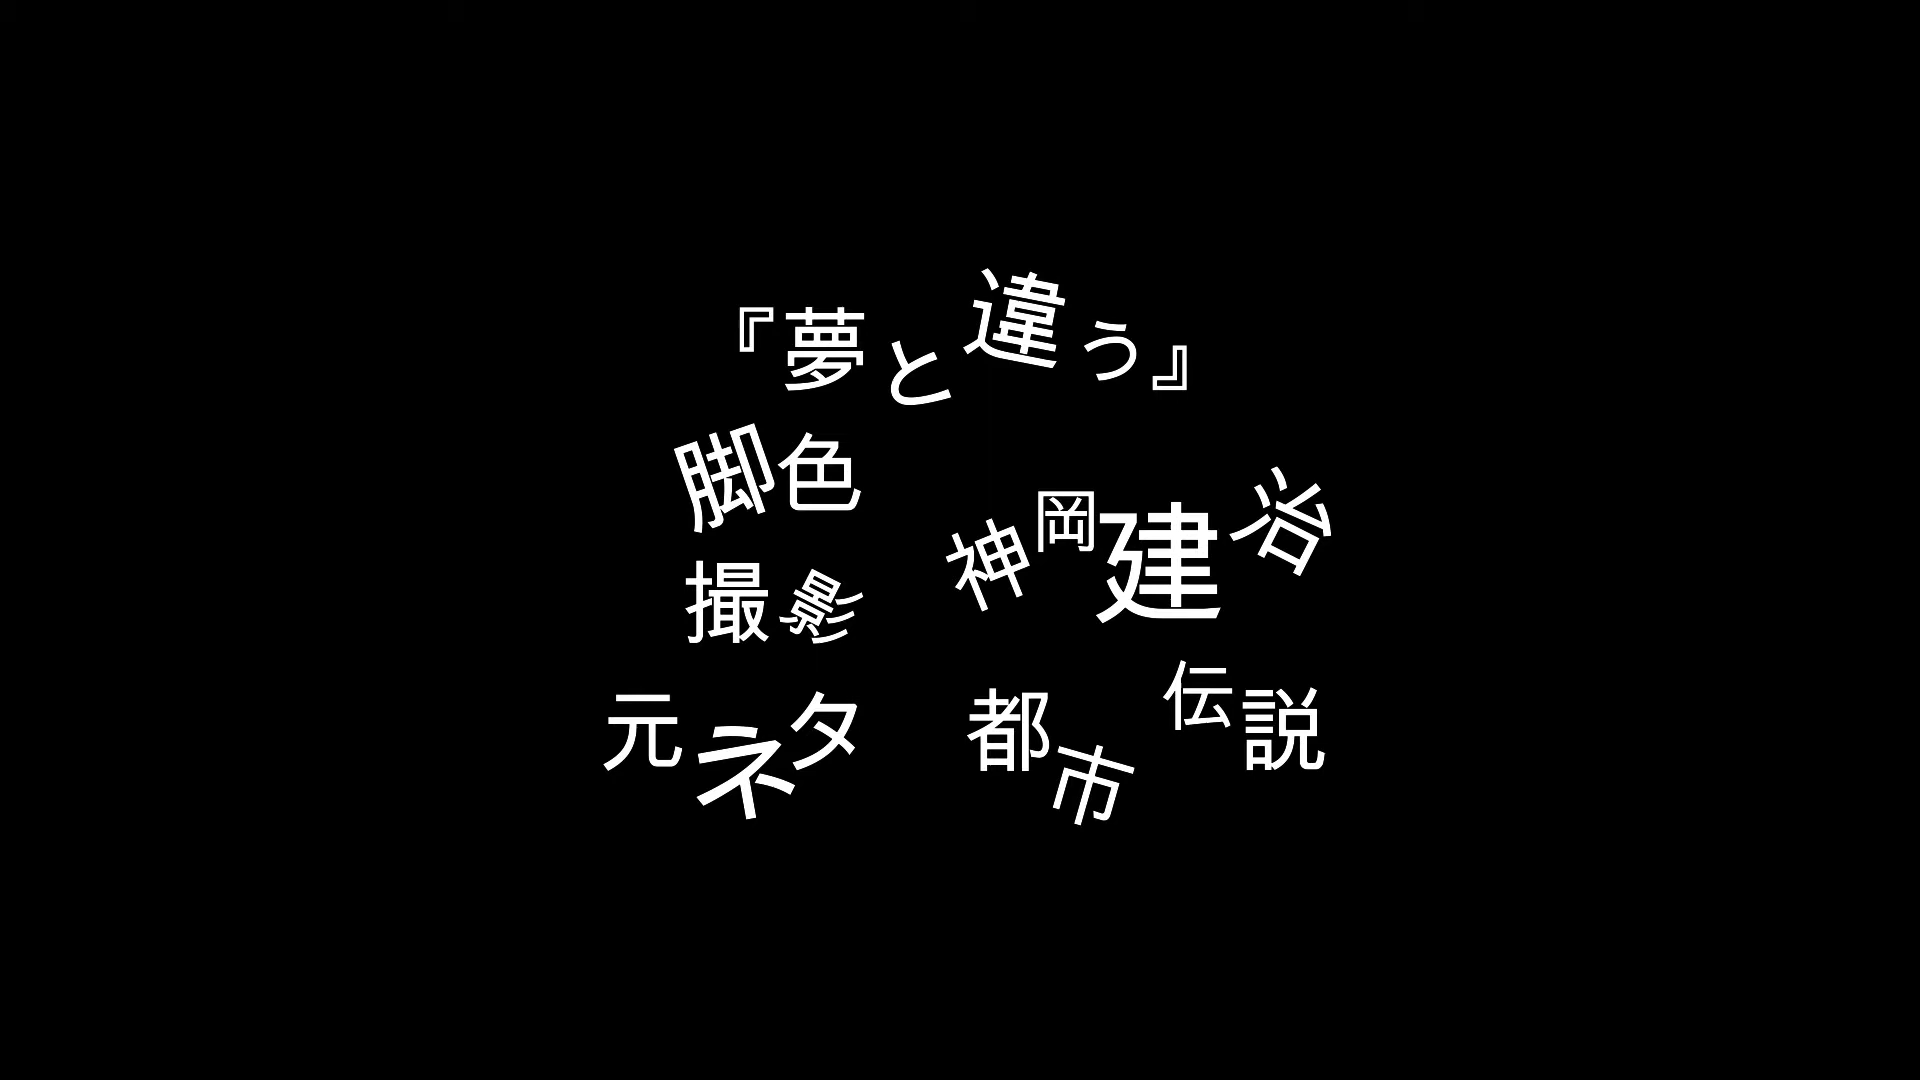 『夢と違う』
脚色
撮影 神岡建治
元ネタ 都市伝説